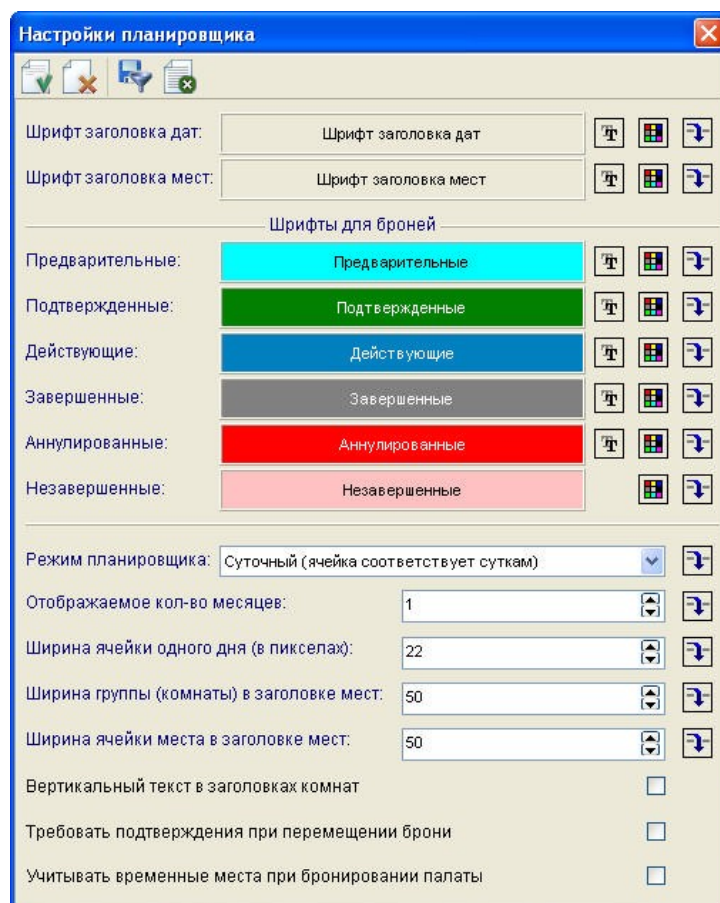 Настройки планировщика
Шрифт заголовка дат: Шрифт заголовка дат
Шрифт заголовка мест: Шрифт заголовка мест
Шрифты для броней
Предварительные: Предварительные
Подтвержденные: Подтвержденные
Действующие: Действующие
Завершенные: Завершенные
Аннулированные: Аннулированные
Незавершенные: Незавершенные
Режим планировщика: Суточный (ячейка соответствует суткам)
Отображаемое кол-во месяцев: 1
Ширина ячейки одного дня (в пикселах): 22
Ширина группы (комнаты) в заголовке мест: 50
Ширина ячейки места в заголовке мест: 50
Вертикальный текст в заголовках комнат
Требовать подтверждения при перемещении брони
Учитывать временные места при бронировании палаты